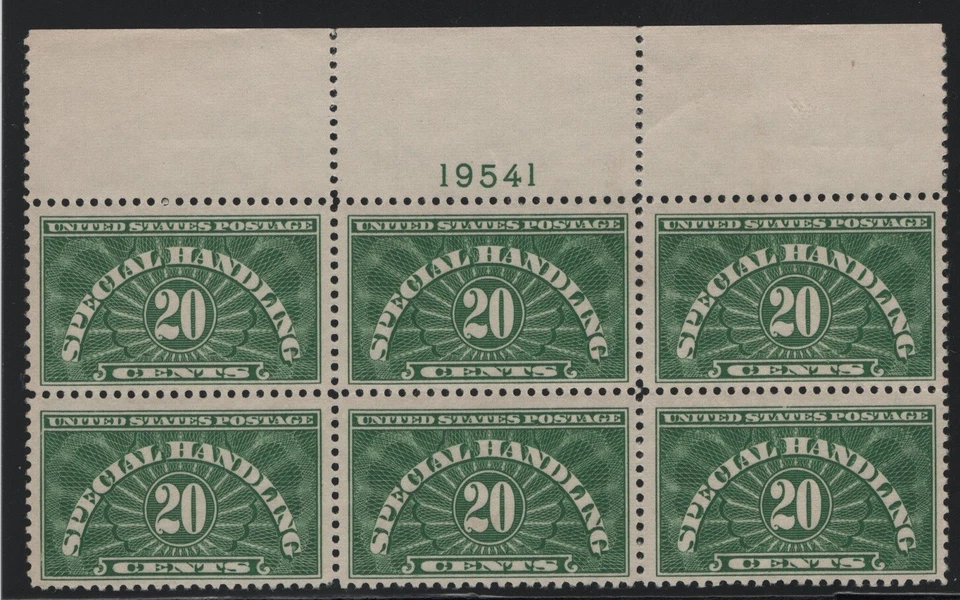 19541
UNITED STATES POSTAGE UNITED STATES POSTAGE UNITED STATES POSTAGE
SPECIAL HANDLING SPECIAL HANDLING SPECIAL HANDLING
20 20 20
CENTS CENTS CENTS
UNITED STATES POSTAGE UNITED STATES POSTAGE UNITED STATES POSTAGE
SPECIAL HANDLING SPECIAL HANDLING SPECIAL HANDLING
20 20 20
CENTS CENTS CENTS